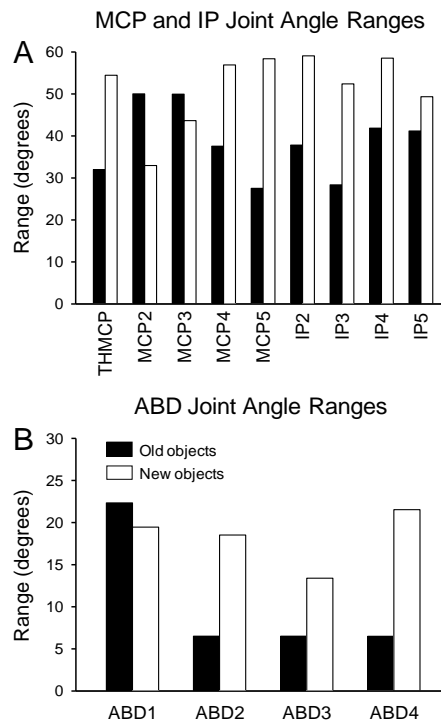 MCP and IP Joint Angle Ranges
A
Range (degrees)
60
50
40
30
20
10
0
THMCP
MCP2
MCP3
MCP4
MCP5
IP2
IP3
IP4
IP5
ABD Joint Angle Ranges
B
Range (degrees)
30
25
20
15
10
5
0
Old objects
New objects
ABD1 ABD2 ABD3 ABD4